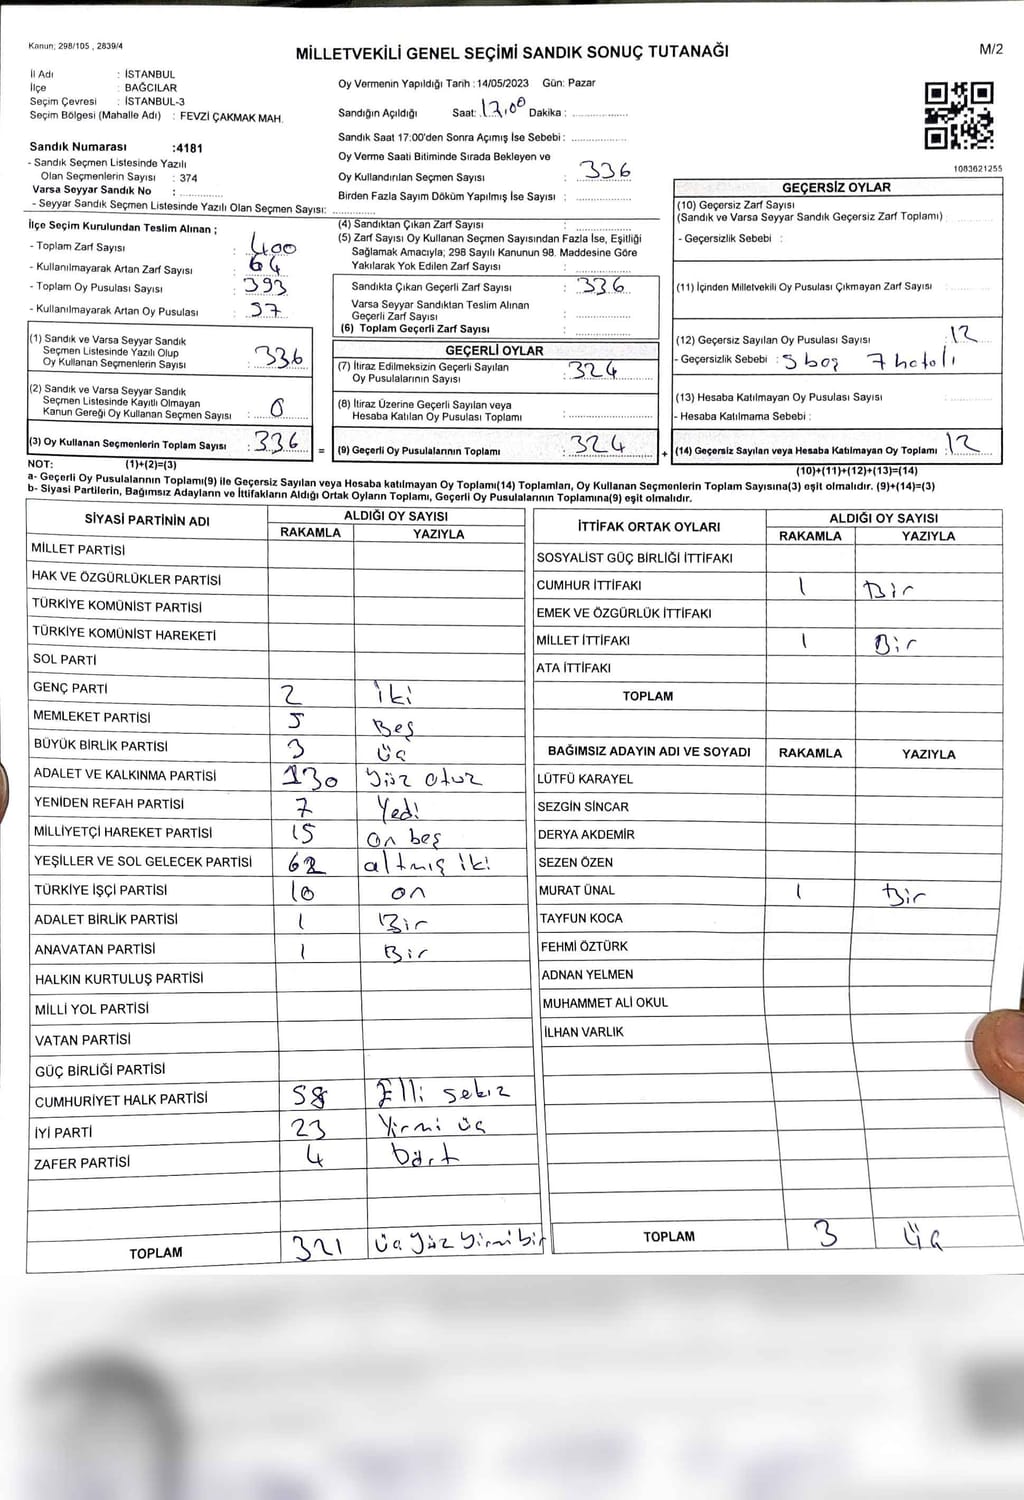 Kanun; 298/105 , 2839/4
MİLLETVEKİLİ GENEL SEÇİMİ SANDIK SONUÇ TUTANAĞI
M/2
İl Adı : İSTANBUL
İlçe : BAĞCILAR
Seçim Çevresi : İSTANBUL-3
Seçim Bölgesi (Mahalle Adı) : FEVZİ ÇAKMAK MAH.
Sandık Numarası :4181
- Sandık Seçmen Listesinde Yazılı
Olan Seçmenlerin Sayısı : 374
Varsa Seyyar Sandık No :
- Seyyar Sandık Seçmen Listesinde Yazılı Olan Seçmen Sayısı:
Oy Vermenin Yapıldığı Tarih : 14/05/2023 Gün: Pazar
Sandığın Açıldığı Saat: 17.00 Dakika :
Sandık Saat 17:00'den Sonra Açımış İse Sebebi :
Oy Verme Saati Bitiminde Sırada Bekleyen ve
Oy Kullandırılan Seçmen Sayısı : 336
Birden Fazla Sayım Döküm Yapılmış İse Sayısı :
1083621255
İlçe Seçim Kurulundan Teslim Alınan ;
- Toplam Zarf Sayısı : 400
- Kullanılmayarak Artan Zarf Sayısı : 64
- Toplam Oy Pusulası Sayısı : 393
- Kullanılmayarak Artan Oy Pusulası : 57
(1) Sandık ve Varsa Seyyar Sandık
Seçmen Listesinde Yazılı Olup
Oy Kullanan Seçmenlerin Sayısı : 336
(2) Sandık ve Varsa Seyyar Sandık
Seçmen Listesinde Kayıtlı Olmayan
Kanun Gereği Oy Kullanan Seçmen Sayısı : 0
(3) Oy Kullanan Seçmenlerin Toplam Sayısı : 336 =
(4) Sandıktan Çıkan Zarf Sayısı :
(5) Zarf Sayısı Oy Kullanan Seçmen Sayısından Fazla İse, Eşitliği
Sağlamak Amacıyla; 298 Sayılı Kanunun 98. Maddesine Göre
Yakılarak Yok Edilen Zarf Sayısı :
Sandıkta Çıkan Geçerli Zarf Sayısı : 336
Varsa Seyyar Sandıktan Teslim Alınan
Geçerli Zarf Sayısı :
(6) Toplam Geçerli Zarf Sayısı :
GEÇERLİ OYLAR
(7) İtiraz Edilmeksizin Geçerli Sayılan
Oy Pusulalarının Sayısı : 324
(8) İtiraz Üzerine Geçerli Sayılan veya
Hesaba Katılan Oy Pusulası Toplamı :
(9) Geçerli Oy Pusulalarının Toplamı : 324 +
GEÇERSİZ OYLAR
(10) Geçersiz Zarf Sayısı
(Sandık ve Varsa Seyyar Sandık Geçersiz Zarf Toplamı) :
- Geçersizlik Sebebi :
(11) İçinden Milletvekili Oy Pusulası Çıkmayan Zarf Sayısı :
(12) Geçersiz Sayılan Oy Pusulası Sayısı : 12
- Geçersizlik Sebebi : 5 boş 7 hatalı
(13) Hesaba Katılmayan Oy Pusulası Sayısı :
- Hesaba Katılmama Sebebi :
(14) Geçersiz Sayılan veya Hesaba Katılmayan Oy Toplamı : 12
NOT: (1)+(2)=(3)
(10)+(11)+(12)+(13)=(14)
a- Geçerli Oy Pusulalarının Toplamı(9) ile Geçersiz Sayılan veya Hesaba katılmayan Oy Toplamı(14) Toplamları, Oy Kullanan Seçmenlerin Toplam Sayısına(3) eşit olmalıdır. (9)+(14)=(3)
b- Siyasi Partilerin, Bağımsız Adayların ve İttifakların Aldığı Ortak Oyların Toplamı, Geçerli Oy Pusulalarının Toplamına(9) eşit olmalıdır.
SİYASİ PARTİNİN ADI ALDIĞI OY SAYISI
RAKAMLA YAZIYLA
MİLLET PARTİSİ
HAK VE ÖZGÜRLÜKLER PARTİSİ
TÜRKİYE KOMÜNİST PARTİSİ
TÜRKİYE KOMÜNİST HAREKETİ
SOL PARTİ
GENÇ PARTİ 2 iki
MEMLEKET PARTİSİ 5 Beş
BÜYÜK BİRLİK PARTİSİ 3 üç
ADALET VE KALKINMA PARTİSİ 130 yüz otuz
YENİDEN REFAH PARTİSİ 7 Yedi
MİLLİYETÇİ HAREKET PARTİSİ 15 on beş
YEŞİLLER VE SOL GELECEK PARTİSİ 62 altmış iki
TÜRKİYE İŞÇİ PARTİSİ 10 on
ADALET BİRLİK PARTİSİ 1 Bir
ANAVATAN PARTİSİ 1 Bir
HALKIN KURTULUŞ PARTİSİ
MİLLİ YOL PARTİSİ
VATAN PARTİSİ
GÜÇ BİRLİĞİ PARTİSİ
CUMHURİYET HALK PARTİSİ 58 Elli sekiz
İYİ PARTİ 23 Yirmi üç
ZAFER PARTİSİ 4 Dört
TOPLAM 321 üç yüz yirmi bir
İTTİFAK ORTAK OYLARI ALDIĞI OY SAYISI
RAKAMLA YAZIYLA
SOSYALİST GÜÇ BİRLİĞİ İTTİFAKI
CUMHUR İTTİFAKI 1 Bir
EMEK VE ÖZGÜRLÜK İTTİFAKI
MİLLET İTTİFAKI 1 Bir
ATA İTTİFAKI
TOPLAM
BAĞIMSIZ ADAYIN ADI VE SOYADI RAKAMLA YAZIYLA
LÜTFÜ KARAYEL
SEZGİN SİNCAR
DERYA AKDEMİR
SEZEN ÖZEN
MURAT ÜNAL 1 Bir
TAYFUN KOCA
FEHMİ ÖZTÜRK
ADNAN YELMEN
MUHAMMET ALİ OKUL
İLHAN VARLIK
TOPLAM 3 üç